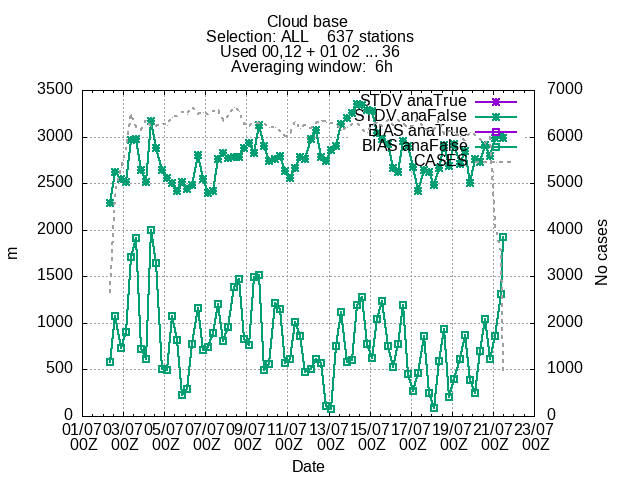 Cloud base
Selection: ALL    637 stations
Used 00,12 + 01 02 ... 36
Averaging window:  6h
3500 7000
3000 6000
2500 5000
2000 4000
1500 3000
1000 2000
500 1000
0 0
m
No cases
STDV anaTrue
STDV anaFalse
BIAS anaTrue
BIAS anaFalse
CASES
01/07 03/07 05/07 07/07 09/07 11/07 13/07 15/07 17/07 19/07 21/07 23/07
00Z 00Z 00Z 00Z 00Z 00Z 00Z 00Z 00Z 00Z 00Z 00Z
Date